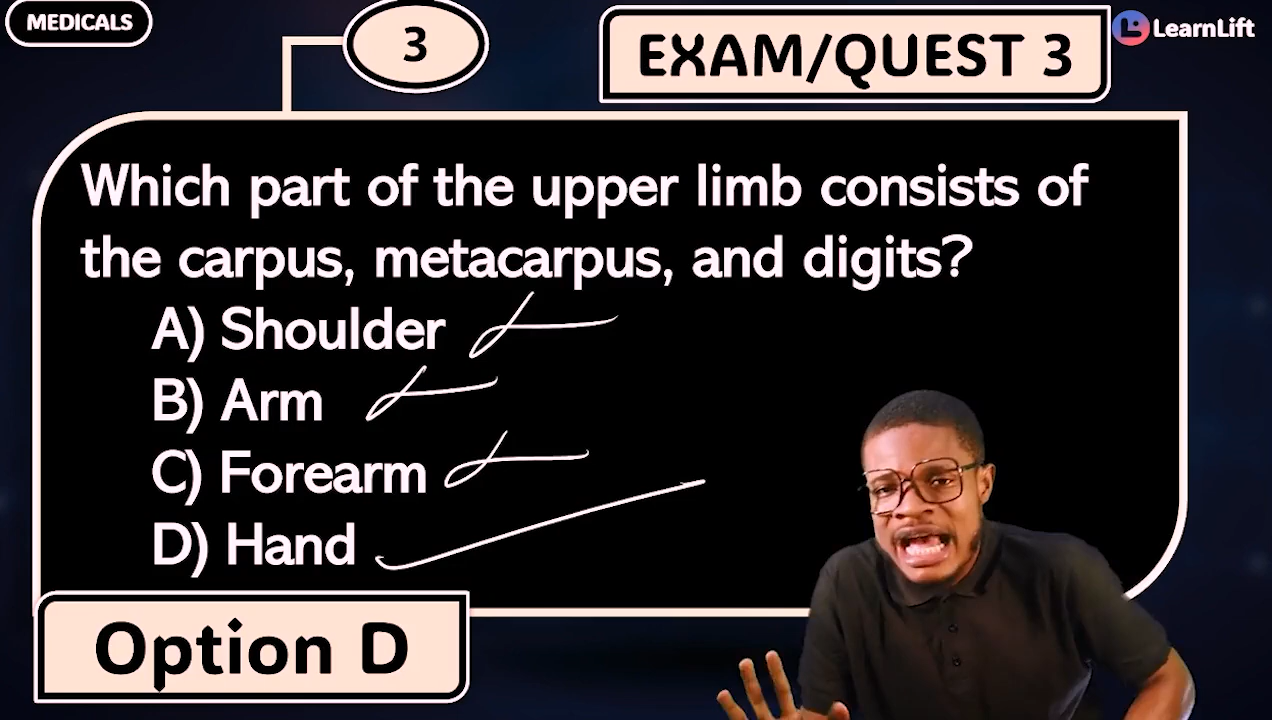 MEDICALS
3
EXAM/QUEST 3
LearnLift
Which part of the upper limb consists of
the carpus, metacarpus, and digits?
A) Shoulder
B) Arm
C) Forearm
D) Hand
Option D